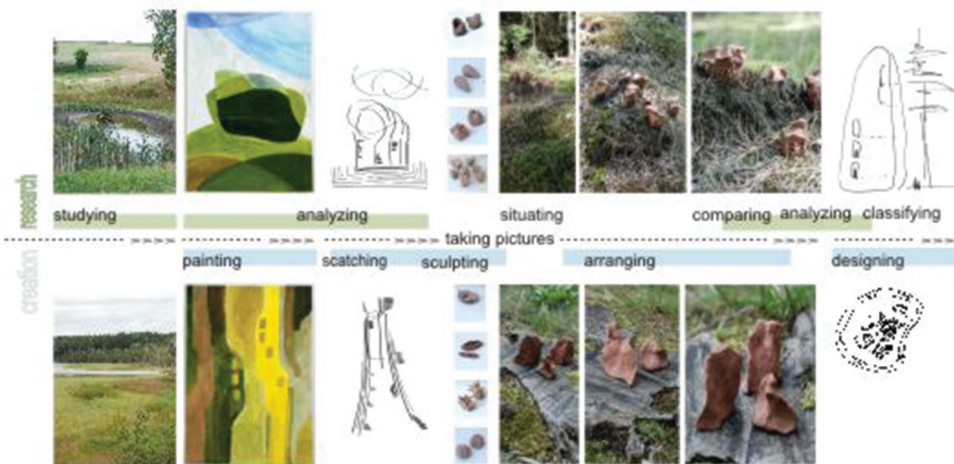 research
studying
analyzing
situating
comparing
analyzing
classifying
taking pictures
creation
painting
scatching
sculpting
arranging
designing